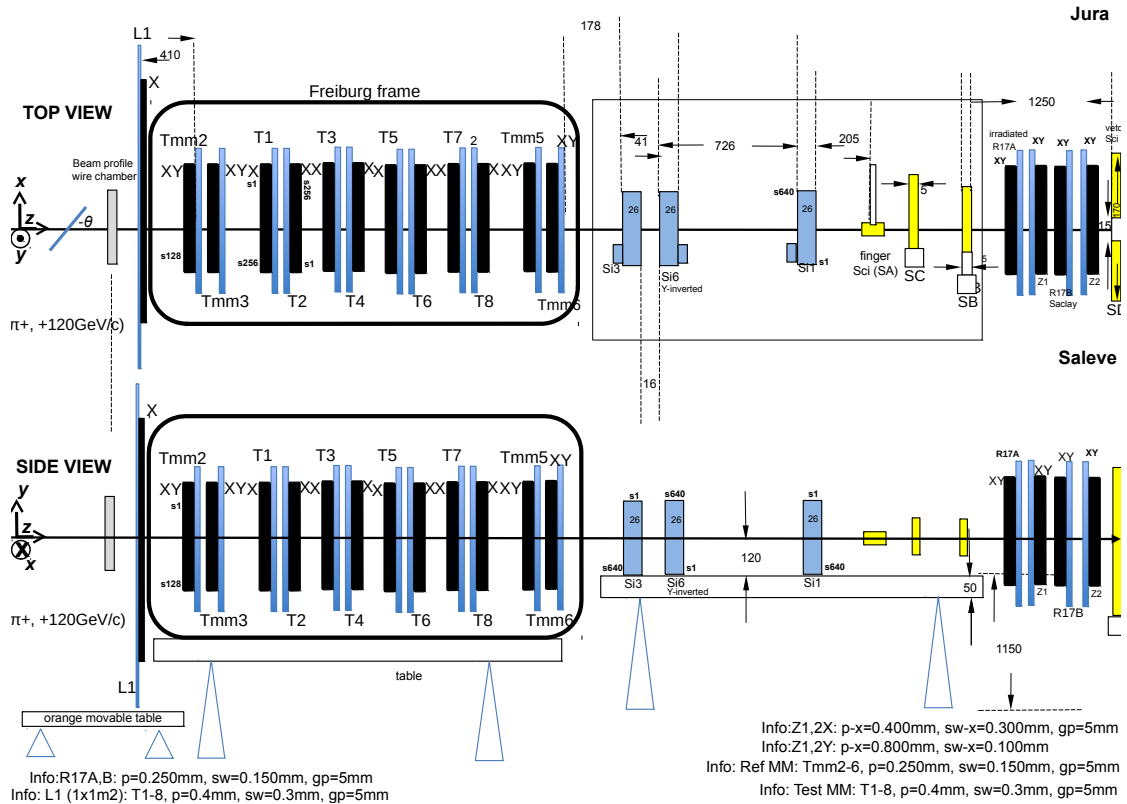 Jura
L1
178
410
1250
X
Freiburg frame
TOP VIEW
Tmm2 T1 T3 T5 T7 2 Tmm5 XY
41 726 205
irradiated
R17A XY XY XY
XY
Beam profile
wire chamber
XY XY X XX XX XX X XY
s1 s256
s640
5
26 26 26
170
x
z
y
-θ
15
s128 s256 s1
Si3 Si6 Si1 s1
Y-inverted
finger
Sci (SA)
SC
5
SB
Z1 R17B Z2
Saclay
Tmm3 T2 T4 T6 T8 Tmm6
π+, +120GeV/c)
Saleve
16
X
SIDE VIEW
Tmm2 T1 T3 T5 T7 Tmm5 XY
R17A XY XY
XY XY
y
z
x
XY XY X XX XX XX X XY
s1
s1 s640 s1
26 26 26
120
s128
s640 s1 s640
Si3 Si6 Si1
Y-inverted
50
Z1 Z2
R17B
π+, +120GeV/c)
Tmm3 T2 T4 T6 T8 Tmm6
1150
table
L1
orange movable table
Info:Z1,2X: p-x=0.400mm, sw-x=0.300mm, gp=5mm
Info:Z1,2Y: p-x=0.800mm, sw-x=0.100mm
Info: Ref MM: Tmm2-6, p=0.250mm, sw=0.150mm, gp=5mm
Info: Test MM: T1-8, p=0.4mm, sw=0.3mm, gp=5mm
Info:R17A,B: p=0.250mm, sw=0.150mm, gp=5mm
Info: L1 (1x1m2): T1-8, p=0.4mm, sw=0.3mm, gp=5mm